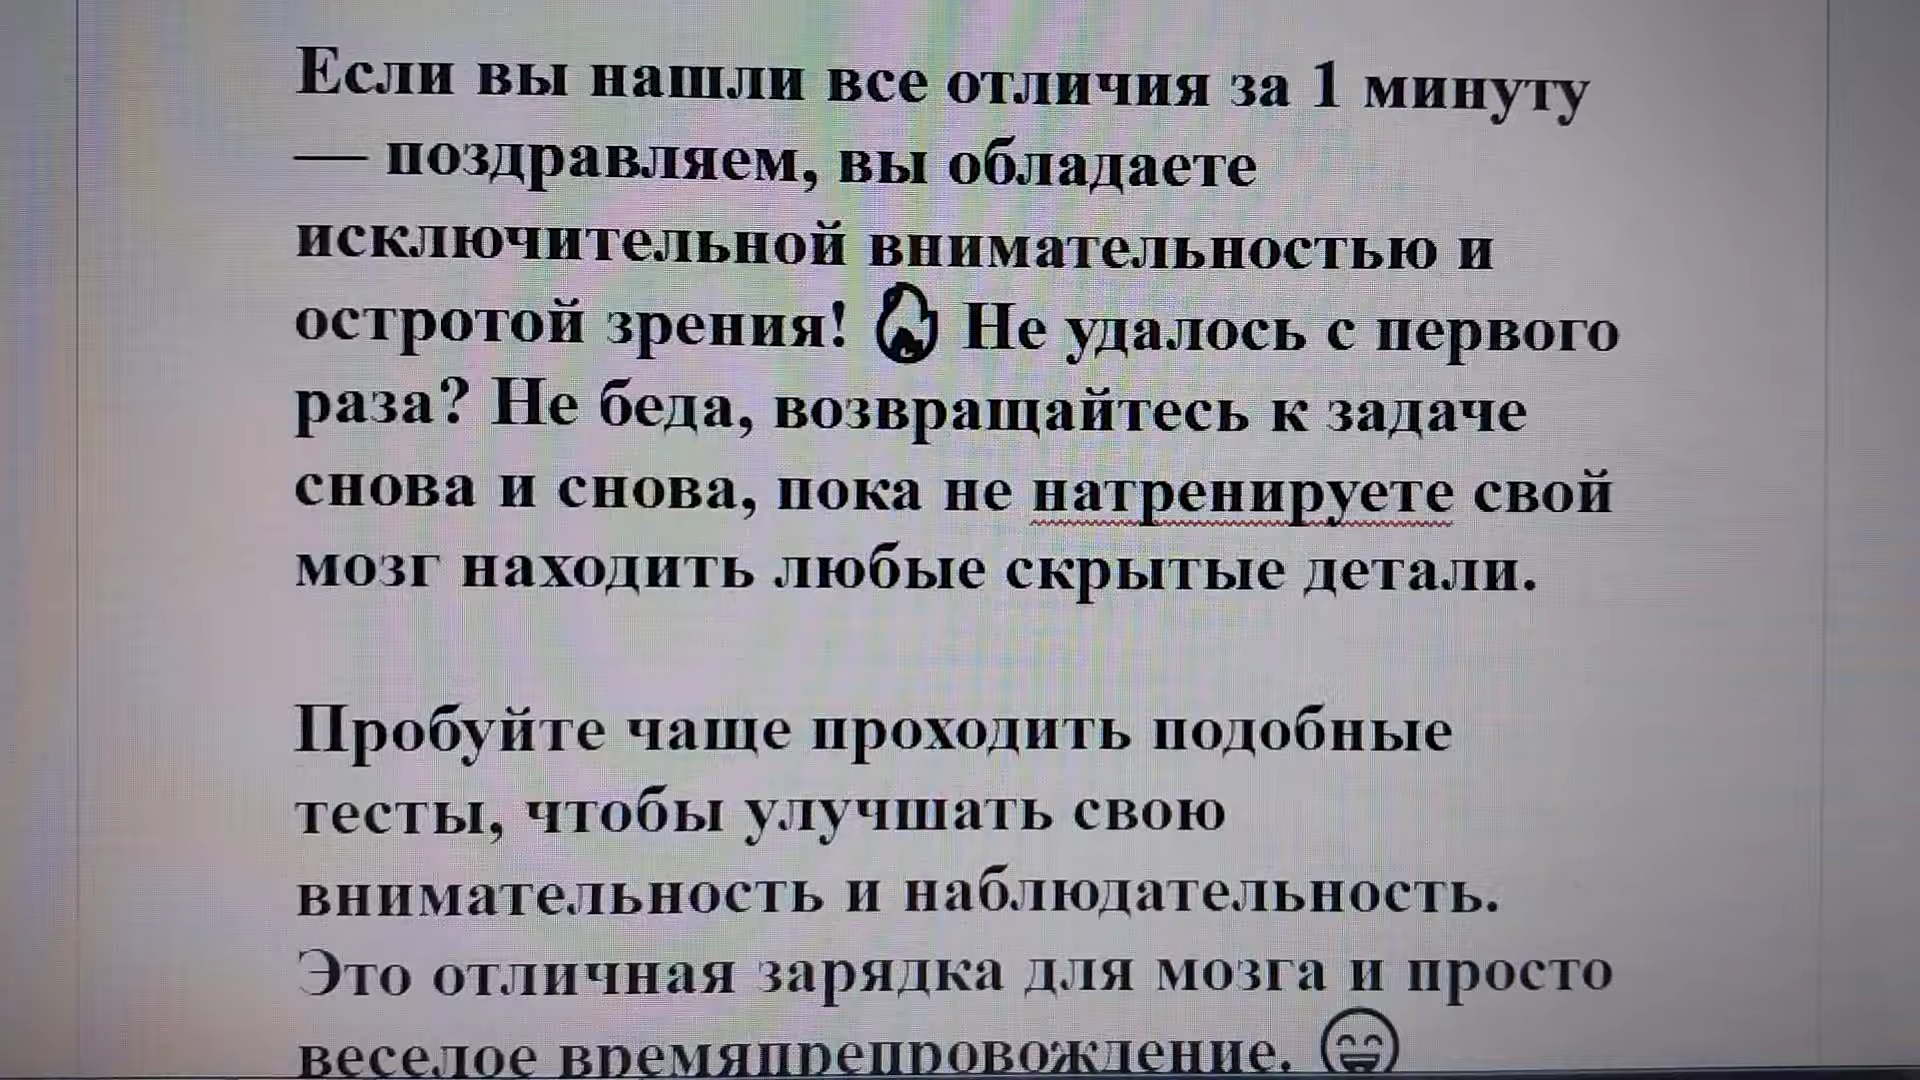 Если вы нашли все отличия за 1 минуту
— поздравляем, вы обладаете
исключительной внимательностью и
остротой зрения! 🔥 Не удалось с первого
раза? Не беда, возвращайтесь к задаче
снова и снова, пока не натренируете свой
мозг находить любые скрытые детали.
Пробуйте чаще проходить подобные
тесты, чтобы улучшать свою
внимательность и наблюдательность.
Это отличная зарядка для мозга и просто
веселое времяпрепровождение. 😄